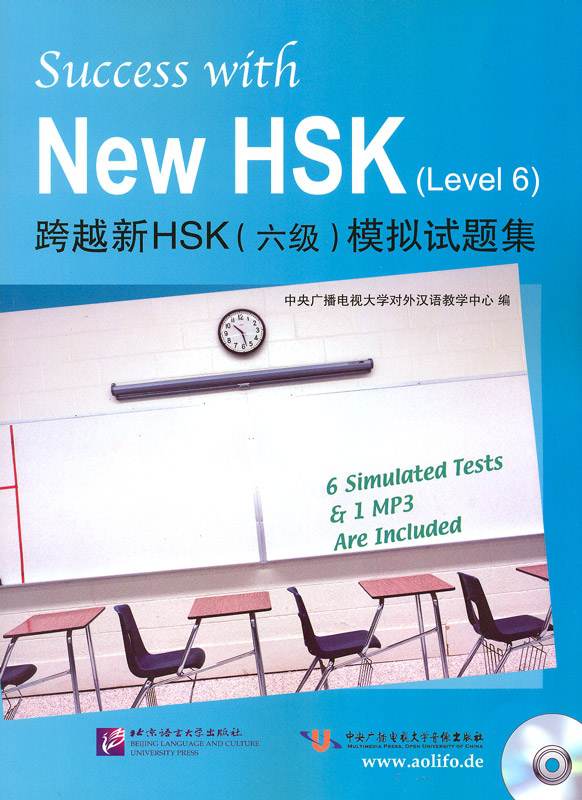 Success with
New HSK (Level 6)
跨越新HSK(六级)模拟试题集
中央广播电视大学对外汉语教学中心 编
6 Simulated Tests
& 1 MP3
Are Included
北京语言大学出版社
BEIJING LANGUAGE AND CULTURE
UNIVERSITY PRESS
中央广播电视大学音像出版社
MULTIMEDIA PRESS, OPEN UNIVERSITY OF CHINA
www.aolifo.de